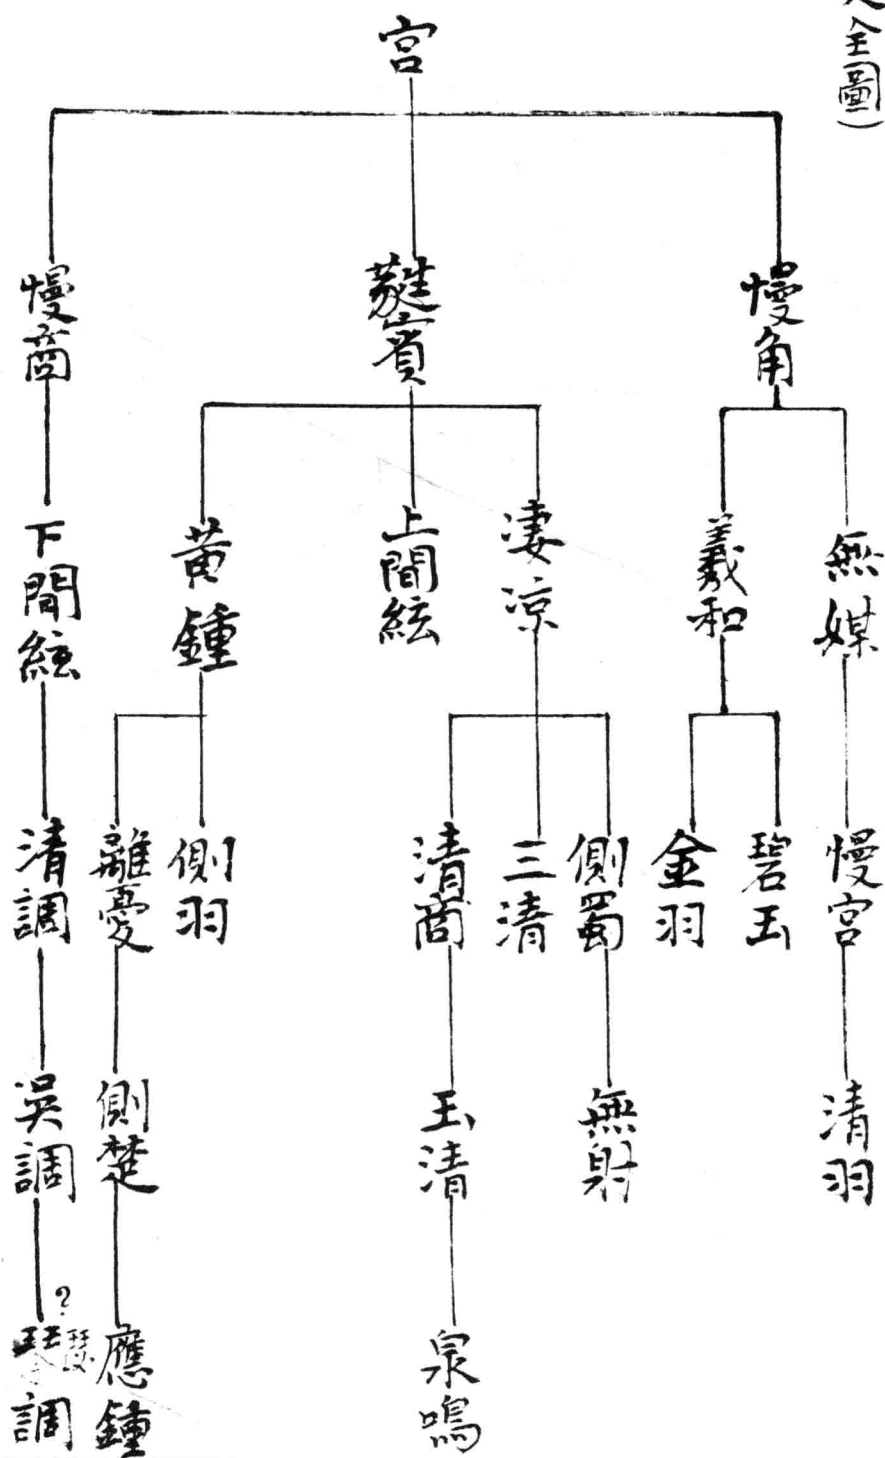 全圖）
宮
慢角
蕤賓
慢商
無媒
羲和
淒涼
上間絃
黃鍾
下間絃
慢宮
碧玉
金羽
側蜀
三清
清商
側羽
離憂
清調
清羽
無射
玉清
側楚
吳調
泉鳴
應鍾
？
調